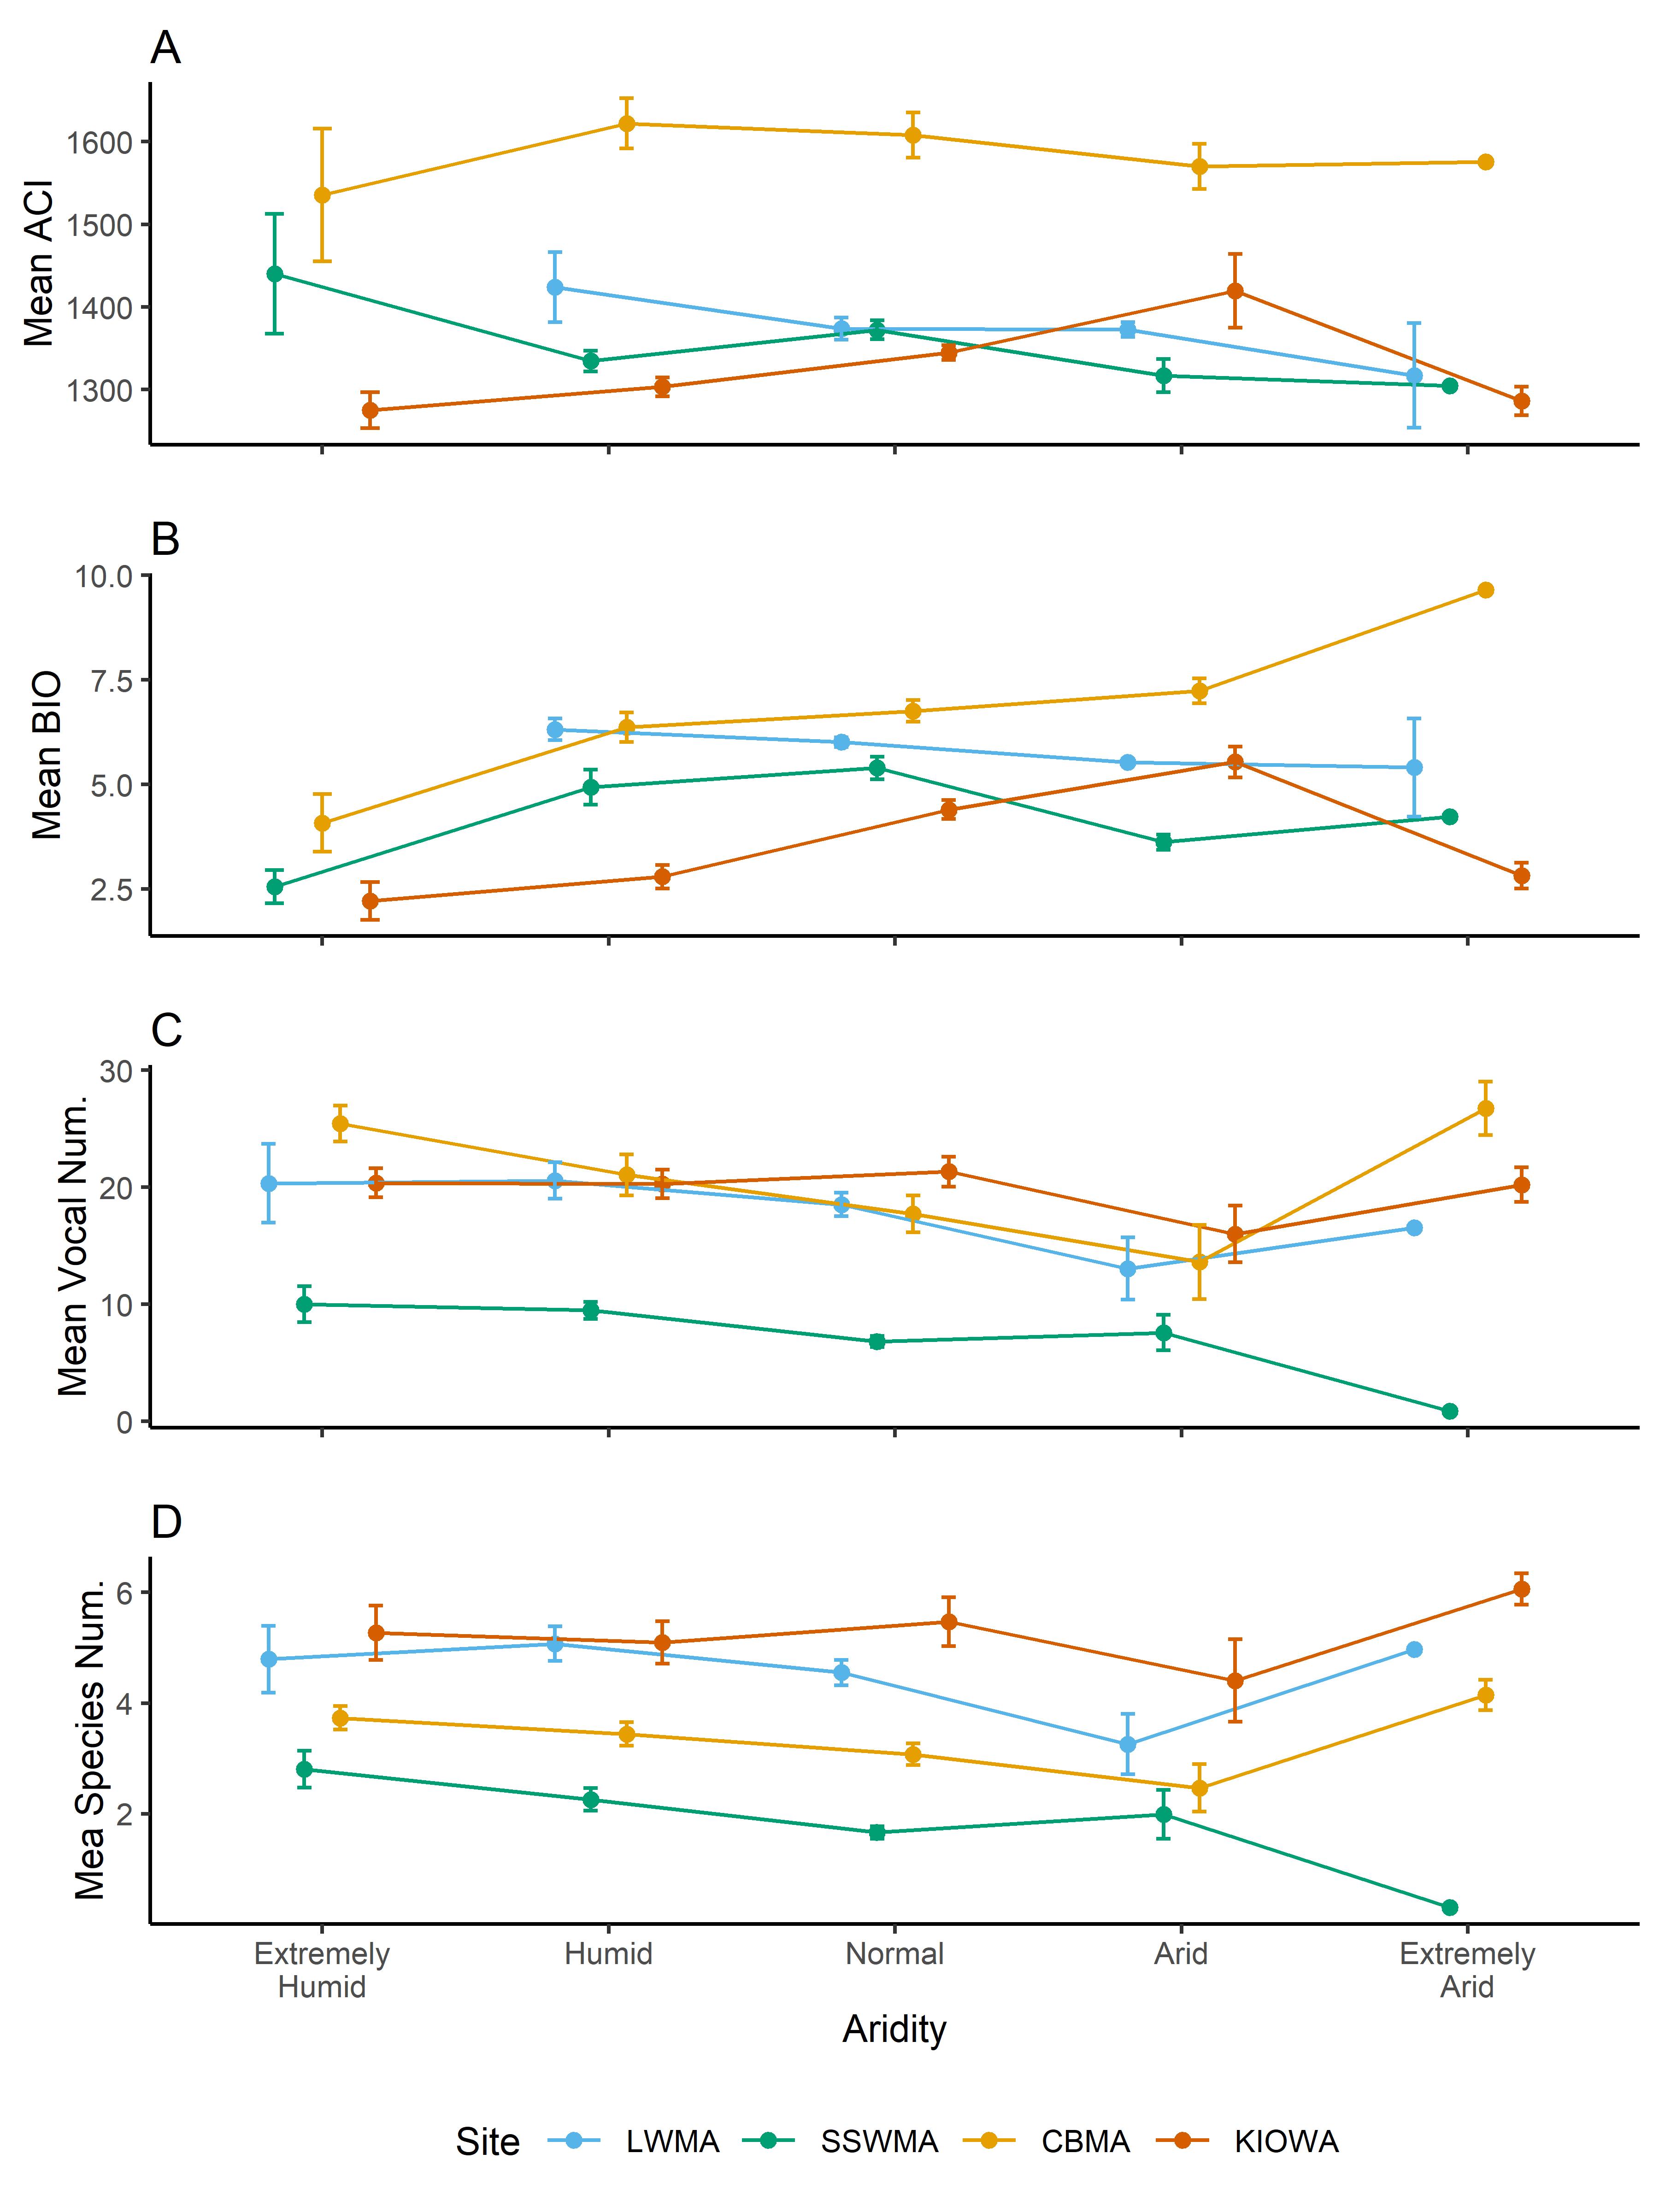 A
Mean ACI
1600
1500
1400
1300
B
Mean BIO
10.0
7.5
5.0
2.5
C
Mean Vocal Num.
30
20
10
0
D
Mea Species Num.
6
4
2
Extremely Humid
Humid
Normal
Arid
Extremely Arid
Aridity
Site LWMA SSWMA CBMA KIOWA